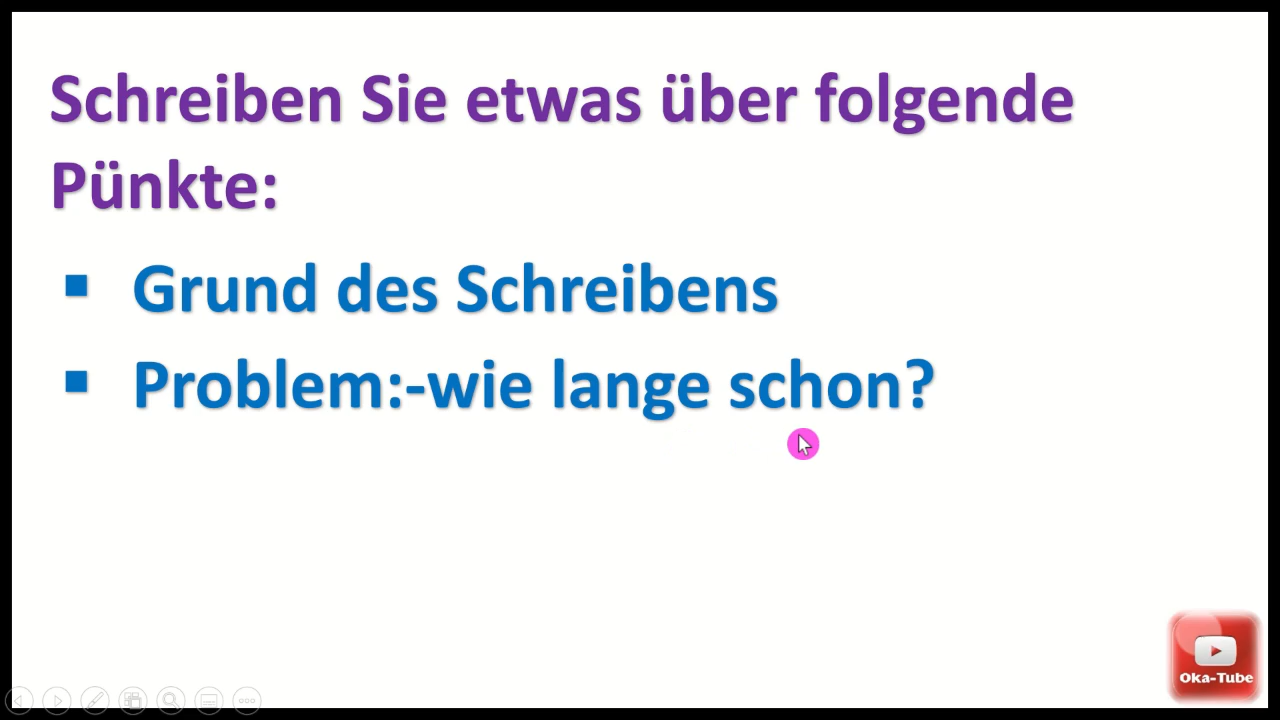 Schreiben Sie etwas über folgende
Pünkte:
▪ Grund des Schreibens
▪ Problem:-wie lange schon?
Oka-Tube